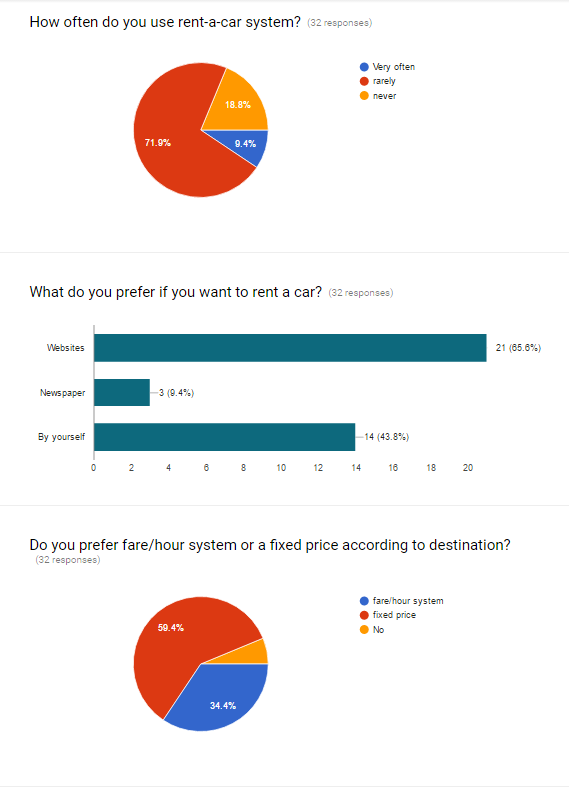 How often do you use rent-a-car system? (32 responses)
Very often
rarely
never
18.8%
71.9%
9.4%
What do you prefer if you want to rent a car? (32 responses)
Websites 21 (65.6%)
Newspaper 3 (9.4%)
By yourself 14 (43.8%)
0 2 4 6 8 10 12 14 16 18 20
Do you prefer fare/hour system or a fixed price according to destination?
(32 responses)
fare/hour system
fixed price
No
59.4%
34.4%